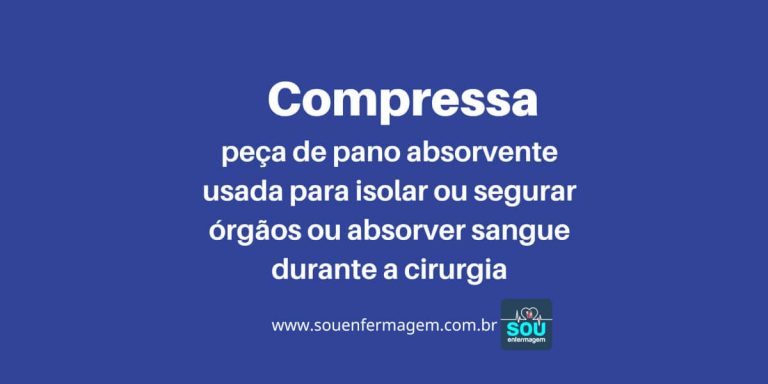 Compressa
peça de pano absorvente
usada para isolar ou segurar
órgãos ou absorver sangue
durante a cirurgia
www.souenfermagem.com.br
SOU
enfermagem